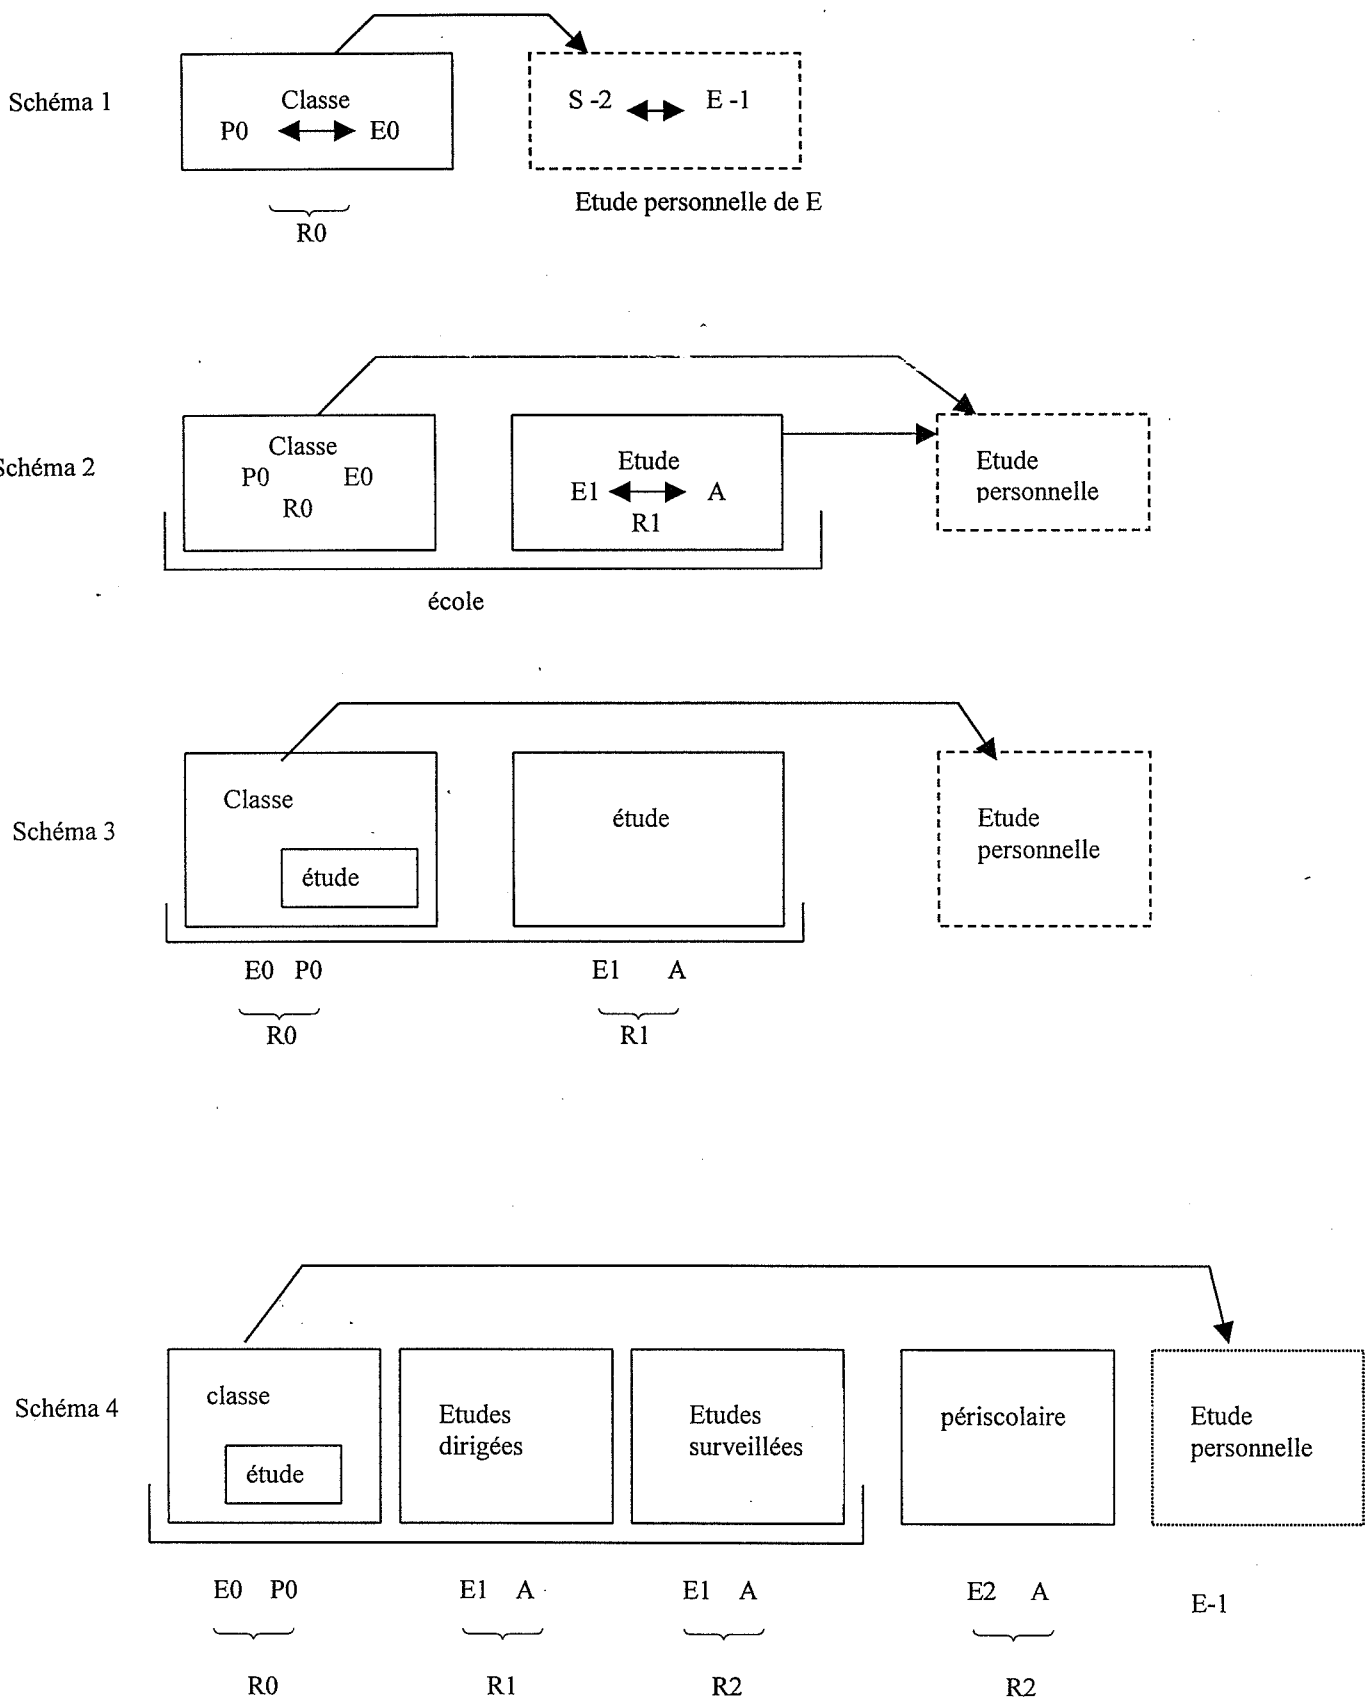 Schéma 1
Classe
P0 E0
R0
S -2 E -1
Etude personnelle de E
Schéma 2
Classe
P0 E0
R0
Etude
E1 A
R1
Etude
personnelle
école
Schéma 3
Classe
étude
étude
Etude
personnelle
E0 P0
R0
E1 A
R1
Schéma 4
classe
étude
Etudes
dirigées
Etudes
surveillées
périscolaire
Etude
personnelle
E0 P0
R0
E1 A
R1
E1 A
R2
E2 A
R2
E-1